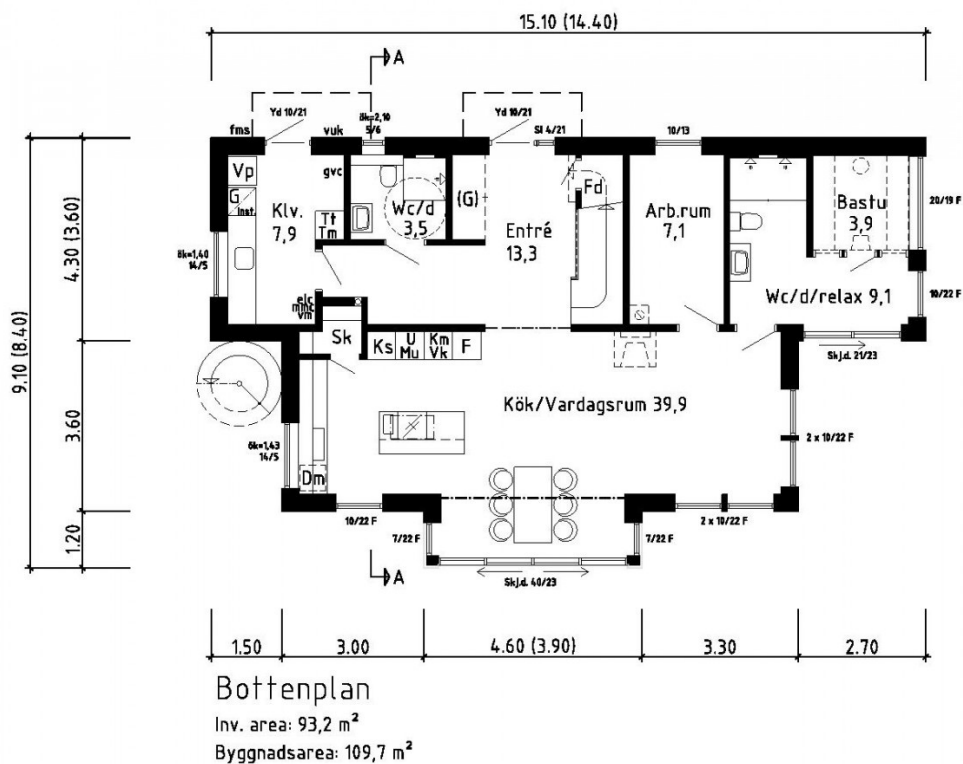 15.10 (14.40)
A
Yd 10/21
ök=2,10
5/6
Yd 10/21
Sl 4/21
10/13
fms
vuk
Vp
G
inst.
Klv.
7,9
Tt
Tm
gvc
Wc/d
3,5
(G)
Entré
13,3
Fd
Arb.rum
7,1
Bastu
3,9
20/19 F
ök=1,40
14/5
elc
mmc
vm
Wc/d/relax 9,1
10/22 F
Sk
Ks
U
Mu
Km
Vk
F
Skj.d. 21/23
9.10 (8.40)
4.30 (3.60)
3.60
1.20
Kök/Vardagsrum 39,9
ök=1,43
14/5
Dm
2 x 10/22 F
10/22 F
7/22 F
7/22 F
2 x 10/22 F
A
Skj.d. 40/23
1.50
3.00
4.60 (3.90)
3.30
2.70
Bottenplan
Inv. area: 93,2 m²
Byggnadsarea: 109,7 m²